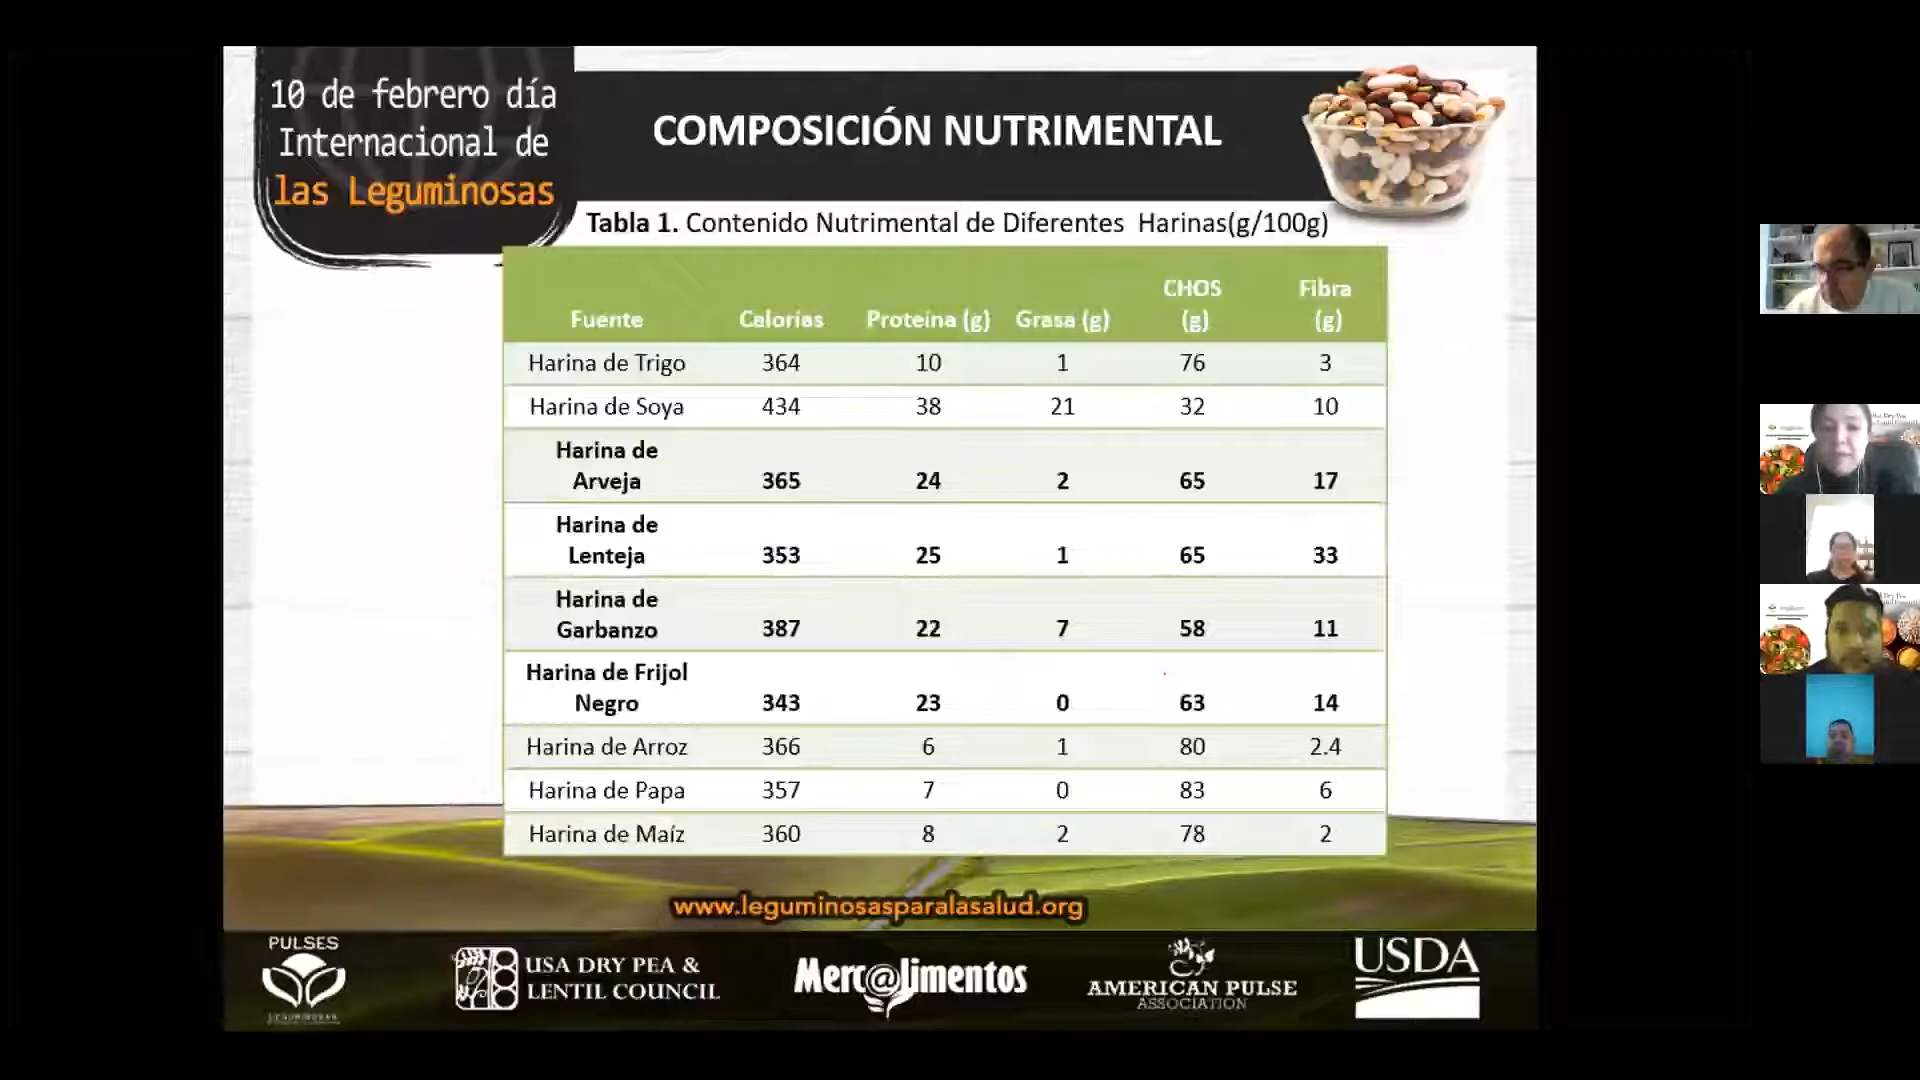 10 de febrero día
Internacional de
las Leguminosas
COMPOSICIÓN NUTRIMENTAL
Tabla 1. Contenido Nutrimental de Diferentes Harinas(g/100g)
Fuente Calorías Proteína (g) Grasa (g) CHOS (g) Fibra (g)
Harina de Trigo 364 10 1 76 3
Harina de Soya 434 38 21 32 10
Harina de
Arveja 365 24 2 65 17
Harina de
Lenteja 353 25 1 65 33
Harina de
Garbanzo 387 22 7 58 11
Harina de Frijol
Negro 343 23 0 63 14
Harina de Arroz 366 6 1 80 2.4
Harina de Papa 357 7 0 83 6
Harina de Maíz 360 8 2 78 2
www.leguminosasparalasalud.org
PULSES
LEGUMINOSAS
USA DRY PEA &
LENTIL COUNCIL
Merc@limentos
AMERICAN PULSE
ASSOCIATION
USDA